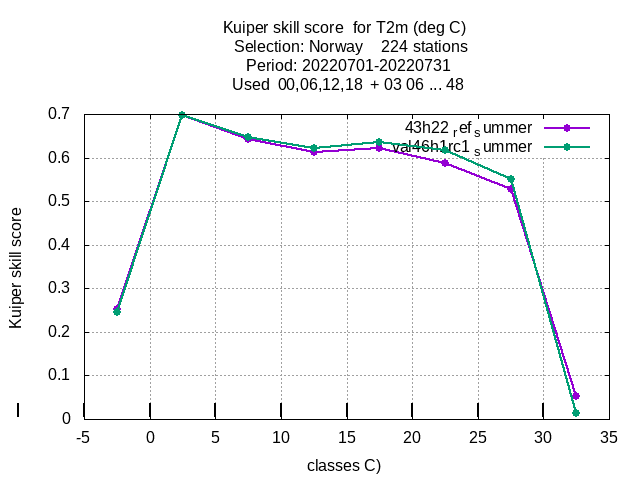 Kuiper skill score for T2m (deg C)
Selection: Norway 224 stations
Period: 20220701-20220731
Used 00,06,12,18 + 03 06 ... 48
43h22 ref summer
val46h1rc1 summer
Kuiper skill score
0.7
0.6
0.5
0.4
0.3
0.2
0.1
0
-5 0 5 10 15 20 25 30 35
classes C)